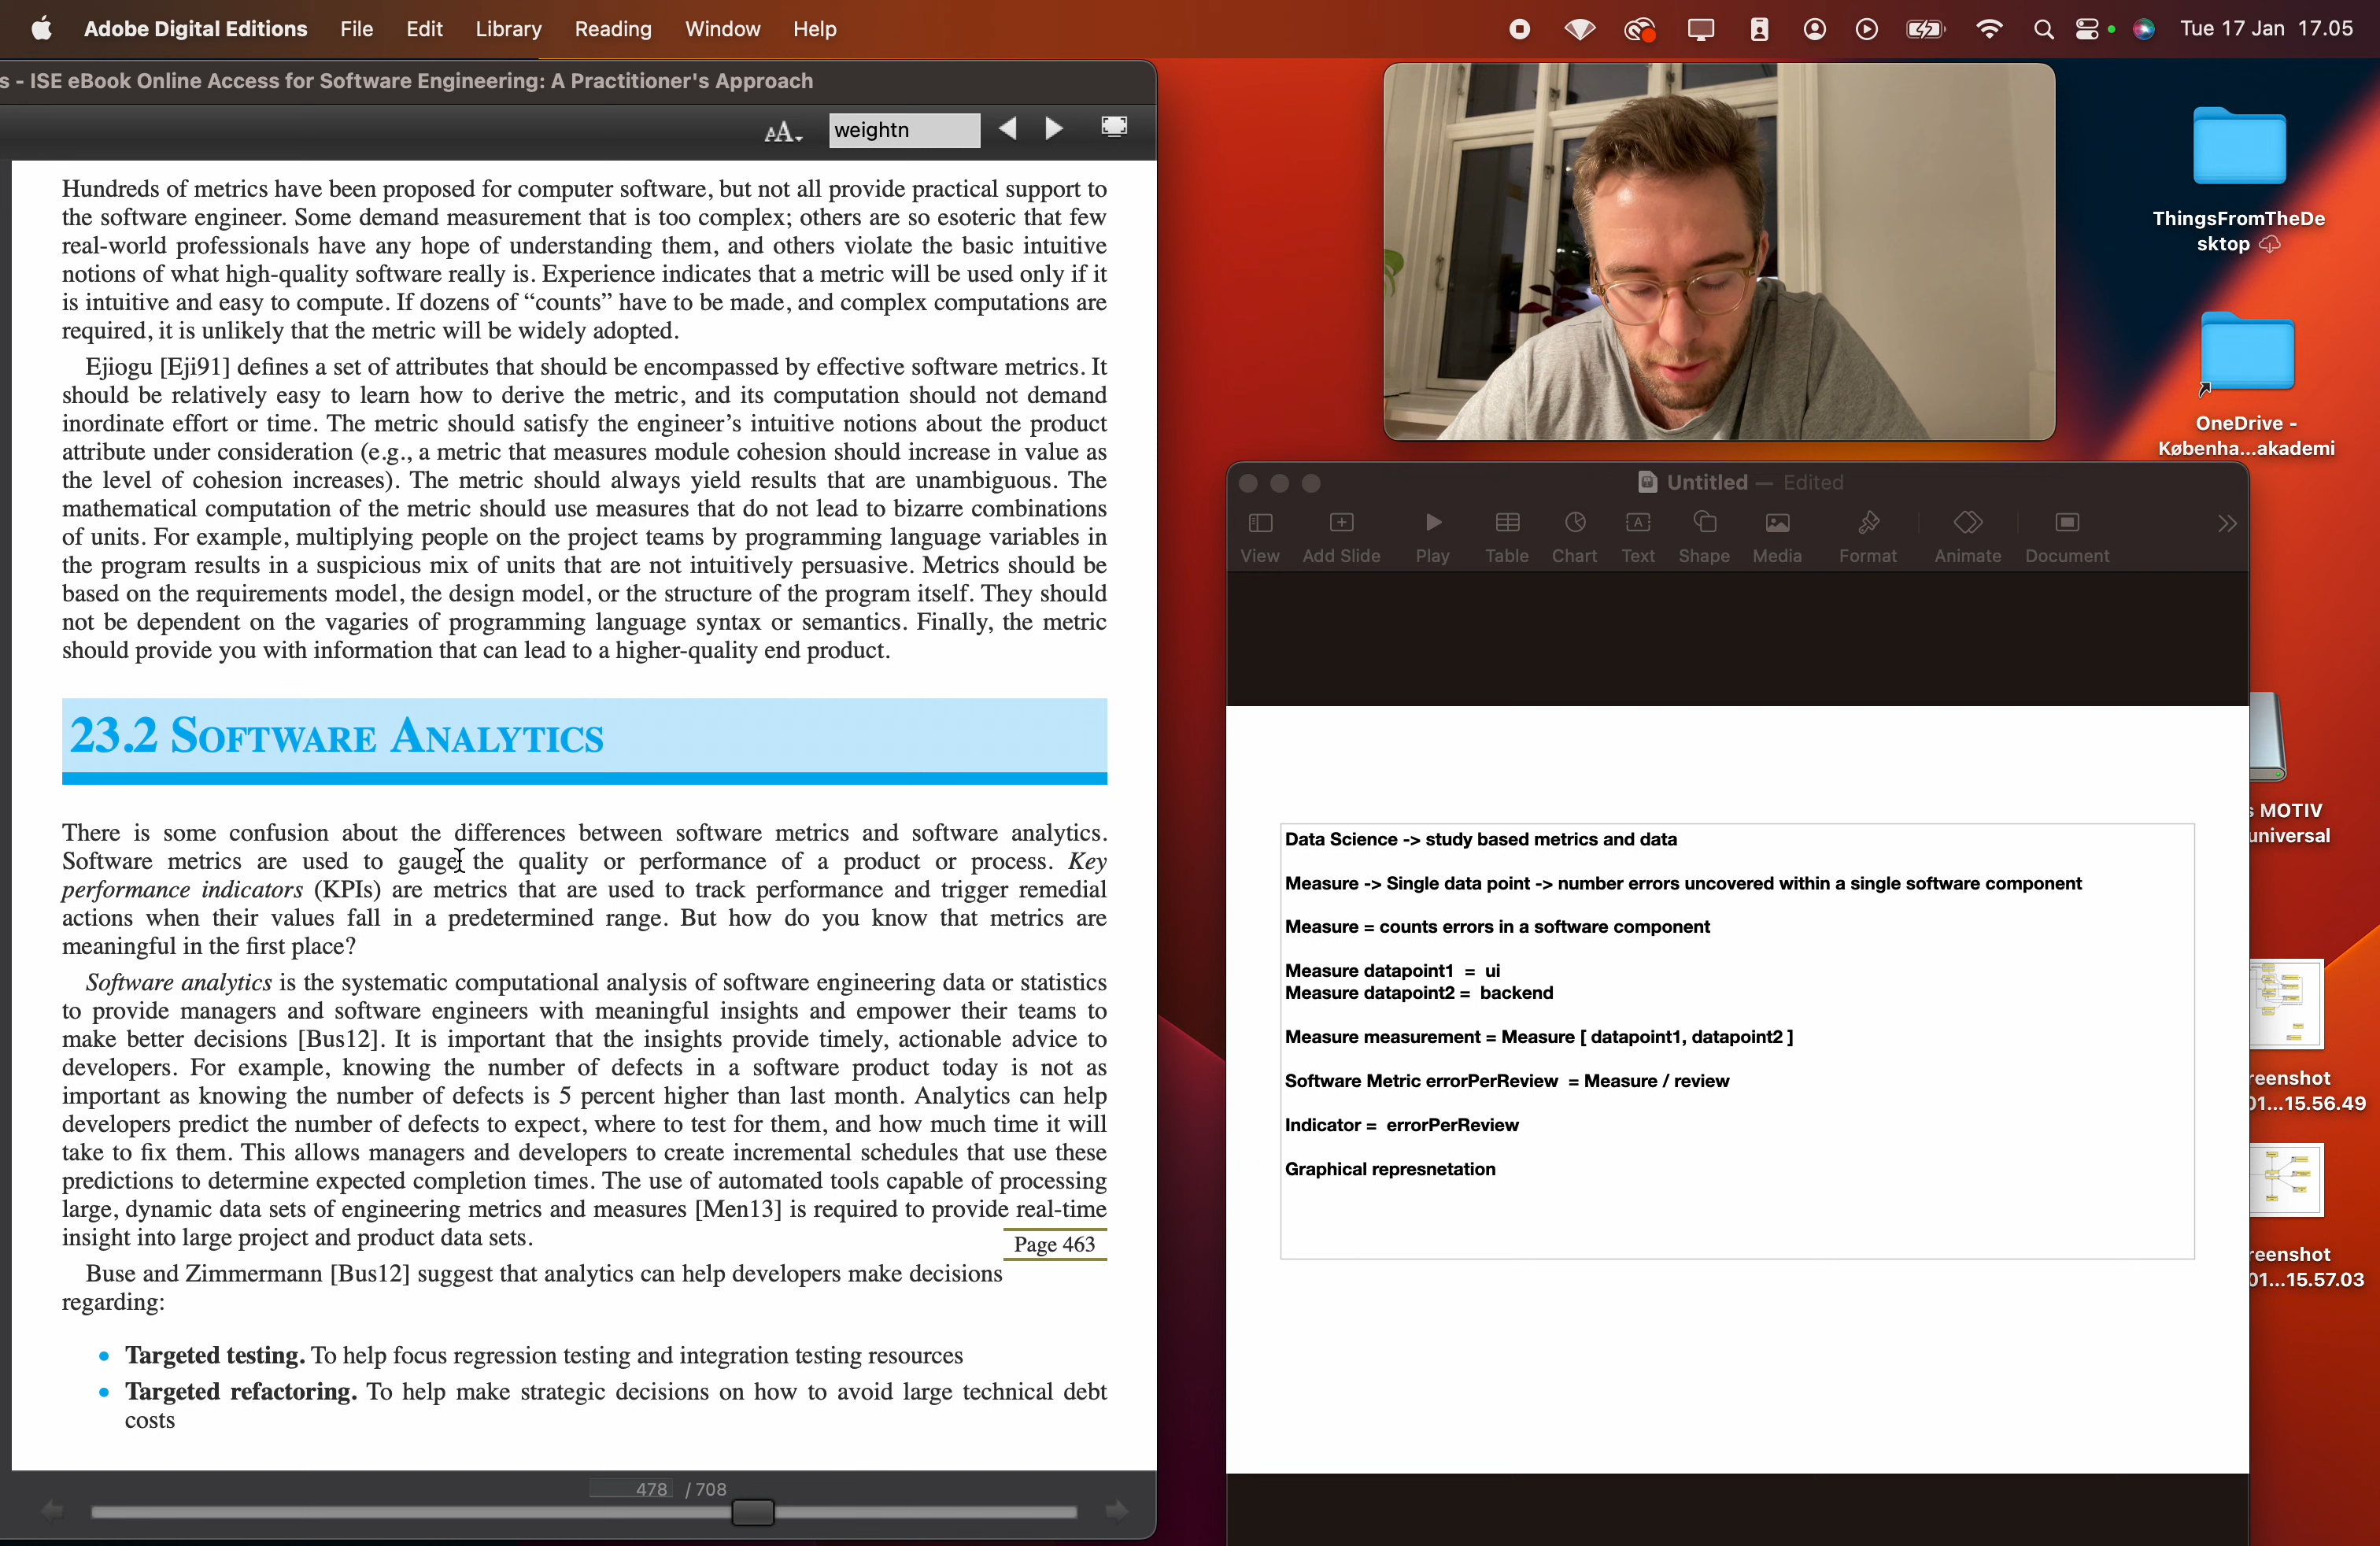 Adobe Digital Editions File Edit Library Reading Window Help Tue 17 Jan 17.05
s - ISE eBook Online Access for Software Engineering: A Practitioner's Approach
AA weightn
Hundreds of metrics have been proposed for computer software, but not all provide practical support to
the software engineer. Some demand measurement that is too complex; others are so esoteric that few
real-world professionals have any hope of understanding them, and others violate the basic intuitive
notions of what high-quality software really is. Experience indicates that a metric will be used only if it
is intuitive and easy to compute. If dozens of “counts” have to be made, and complex computations are
required, it is unlikely that the metric will be widely adopted.
Ejiogu [Eji91] defines a set of attributes that should be encompassed by effective software metrics. It
should be relatively easy to learn how to derive the metric, and its computation should not demand
inordinate effort or time. The metric should satisfy the engineer’s intuitive notions about the product
attribute under consideration (e.g., a metric that measures module cohesion should increase in value as
the level of cohesion increases). The metric should always yield results that are unambiguous. The
mathematical computation of the metric should use measures that do not lead to bizarre combinations
of units. For example, multiplying people on the project teams by programming language variables in
the program results in a suspicious mix of units that are not intuitively persuasive. Metrics should be
based on the requirements model, the design model, or the structure of the program itself. They should
not be dependent on the vagaries of programming language syntax or semantics. Finally, the metric
should provide you with information that can lead to a higher-quality end product.
23.2 SOFTWARE ANALYTICS
There is some confusion about the differences between software metrics and software analytics.
Software metrics are used to gauge the quality or performance of a product or process. Key
performance indicators (KPIs) are metrics that are used to track performance and trigger remedial
actions when their values fall in a predetermined range. But how do you know that metrics are
meaningful in the first place?
Software analytics is the systematic computational analysis of software engineering data or statistics
to provide managers and software engineers with meaningful insights and empower their teams to
make better decisions [Bus12]. It is important that the insights provide timely, actionable advice to
developers. For example, knowing the number of defects in a software product today is not as
important as knowing the number of defects is 5 percent higher than last month. Analytics can help
developers predict the number of defects to expect, where to test for them, and how much time it will
take to fix them. This allows managers and developers to create incremental schedules that use these
predictions to determine expected completion times. The use of automated tools capable of processing
large, dynamic data sets of engineering metrics and measures [Men13] is required to provide real-time
insight into large project and product data sets.
Page 463
Buse and Zimmermann [Bus12] suggest that analytics can help developers make decisions
regarding:
• Targeted testing. To help focus regression testing and integration testing resources
• Targeted refactoring. To help make strategic decisions on how to avoid large technical debt
costs
478 / 708
ThingsFromTheDe
sktop
OneDrive -
Københa...akademi
Untitled — Edited
View Add Slide Play Table Chart Text Shape Media Format Animate Document
Data Science -> study based metrics and data
Measure -> Single data point -> number errors uncovered within a single software component
Measure = counts errors in a software component
Measure datapoint1 = ui
Measure datapoint2 = backend
Measure measurement = Measure [ datapoint1, datapoint2 ]
Software Metric errorPerReview = Measure / review
Indicator = errorPerReview
Graphical represnetation
s MOTIV
universal
reenshot
01...15.56.49
reenshot
01...15.57.03